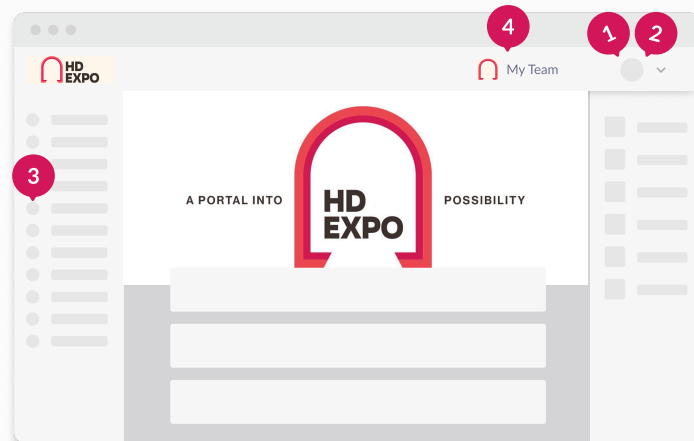 4
1
2
HD
EXPO
My Team
3
A PORTAL INTO
HD
EXPO
POSSIBILITY